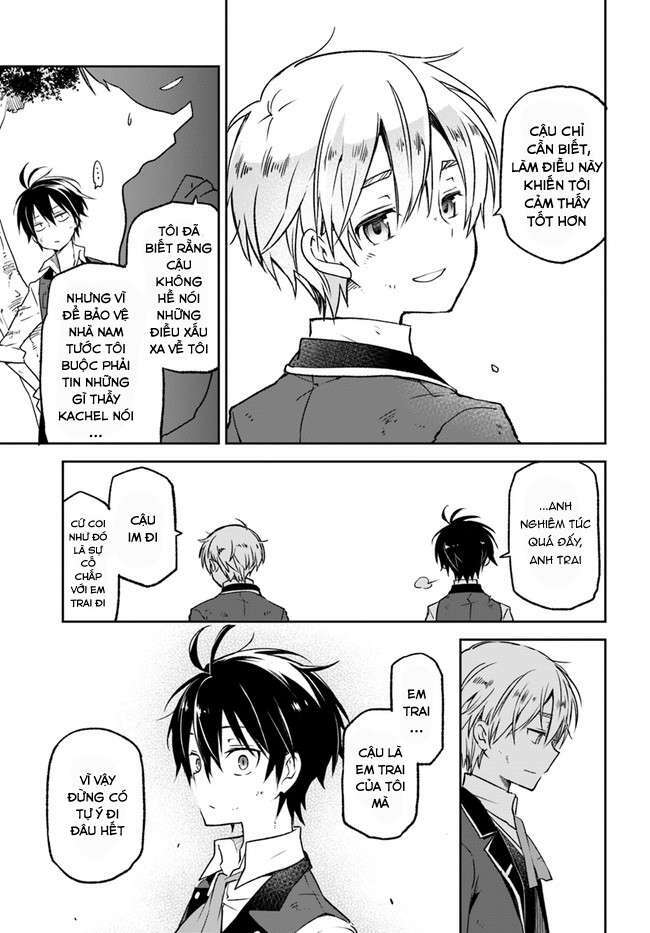 CẬU CHỈ
CẦN BIẾT,
LÀM ĐIỀU NÀY
KHIẾN TÔI
CẢM THẤY
TỐT HƠN
...
TÔI ĐÃ
BIẾT RẰNG
CẬU
KHÔNG
HỀ NÓI
NHỮNG
ĐIỀU XẤU
XA VỀ TÔI
NHƯNG VÌ
ĐỂ BẢO VỆ
NHÀ NAM
TƯỚC TÔI
BUỘC PHẢI
TIN NHỮNG
GÌ THẦY
KACHEL NÓI
...
...ANH
NGHIÊM TÚC
QUÁ ĐẤY,
ANH TRAI
CẬU
IM ĐI
CỨ COI
NHƯ ĐÓ
LÀ SỰ
CỐ
CHẤP
VỚI EM
TRAI ĐI
EM
TRAI
CẬU LÀ
EM TRAI
CỦA TÔI
MÀ
VÌ VẬY
ĐỪNG CÓ
TỰ Ý ĐI
ĐÂU HẾT